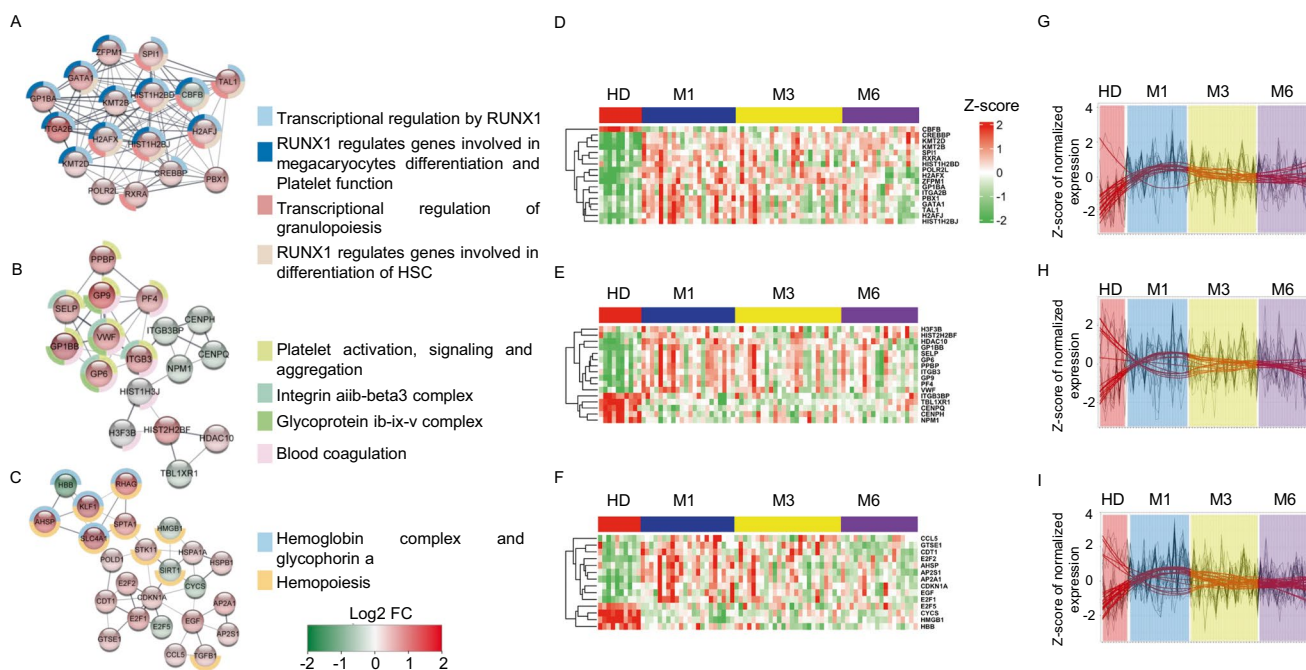 A
ZFPM1
SPI1
GATA1
TAL1
GP1BA
KMT2B
HIST1H2BD
CBFB
ITGA2B
H2AFX
HIST1H2BJ
H2AFJ
KMT2D
CREBBP
PBX1
POLR2L
RXRA
Transcriptional regulation by RUNX1
RUNX1 regulates genes involved in
megacaryocytes differentiation and
Platelet function
Transcriptional regulation of
granulopoiesis
RUNX1 regulates genes involved in
differentiation of HSC
B
PPBP
GP9
PF4
SELP
VWF
ITGB3BP
CENPH
GP1BB
ITGB3
CENPQ
GP6
NPM1
HIST1H3J
H3F3B
HIST2H2BF
HDAC10
TBL1XR1
Platelet activation, signaling and
aggregation
Integrin aiib-beta3 complex
Glycoprotein ib-ix-v complex
Blood coagulation
C
HBB
RHAG
KLF1
AHSP
SPTA1
SLC4A1
HMGB1
STK11
HSPA1A
POLD1
SIRT1
HSPB1
E2F2
CYCS
CDT1
CDKN1A
AP2A1
E2F1
EGF
E2F5
AP2S1
GTSE1
CCL5
TGFB1
Hemoglobin complex and
glycophorin a
Hemopoiesis
Log2 FC
-2 -1 0 1 2
D
HD M1 M3 M6
Z-score
2
1
0
-1
-2
CBFB
CREBBP
KMT2D
KMT2B
SPI1
RXRA
HIST1H2BD
POLR2L
H2AFX
ZFPM1
GP1BA
ITGA2B
PBX1
GATA1
TAL1
H2AFJ
HIST1H2BJ
E
HD M1 M3 M6
H3F3B
HIST2H2BF
HDAC10
GP1BB
SELP
GP6
PPBP
ITGB3
GP9
PF4
VWF
ITGB3BP
TBL1XR1
CENPQ
CENPH
NPM1
F
HD M1 M3 M6
CCL5
GTSE1
CDT1
E2F2
AHSP
AP2S1
AP2A1
CDKN1A
EGF
E2F1
E2F5
CYCS
HMGB1
HBB
G
HD M1 M3 M6
Z-score of normalized
expression
4
2
0
-2
H
HD M1 M3 M6
Z-score of normalized
expression
2
0
-2
I
HD M1 M3 M6
Z-score of normalized
expression
4
2
0
-2